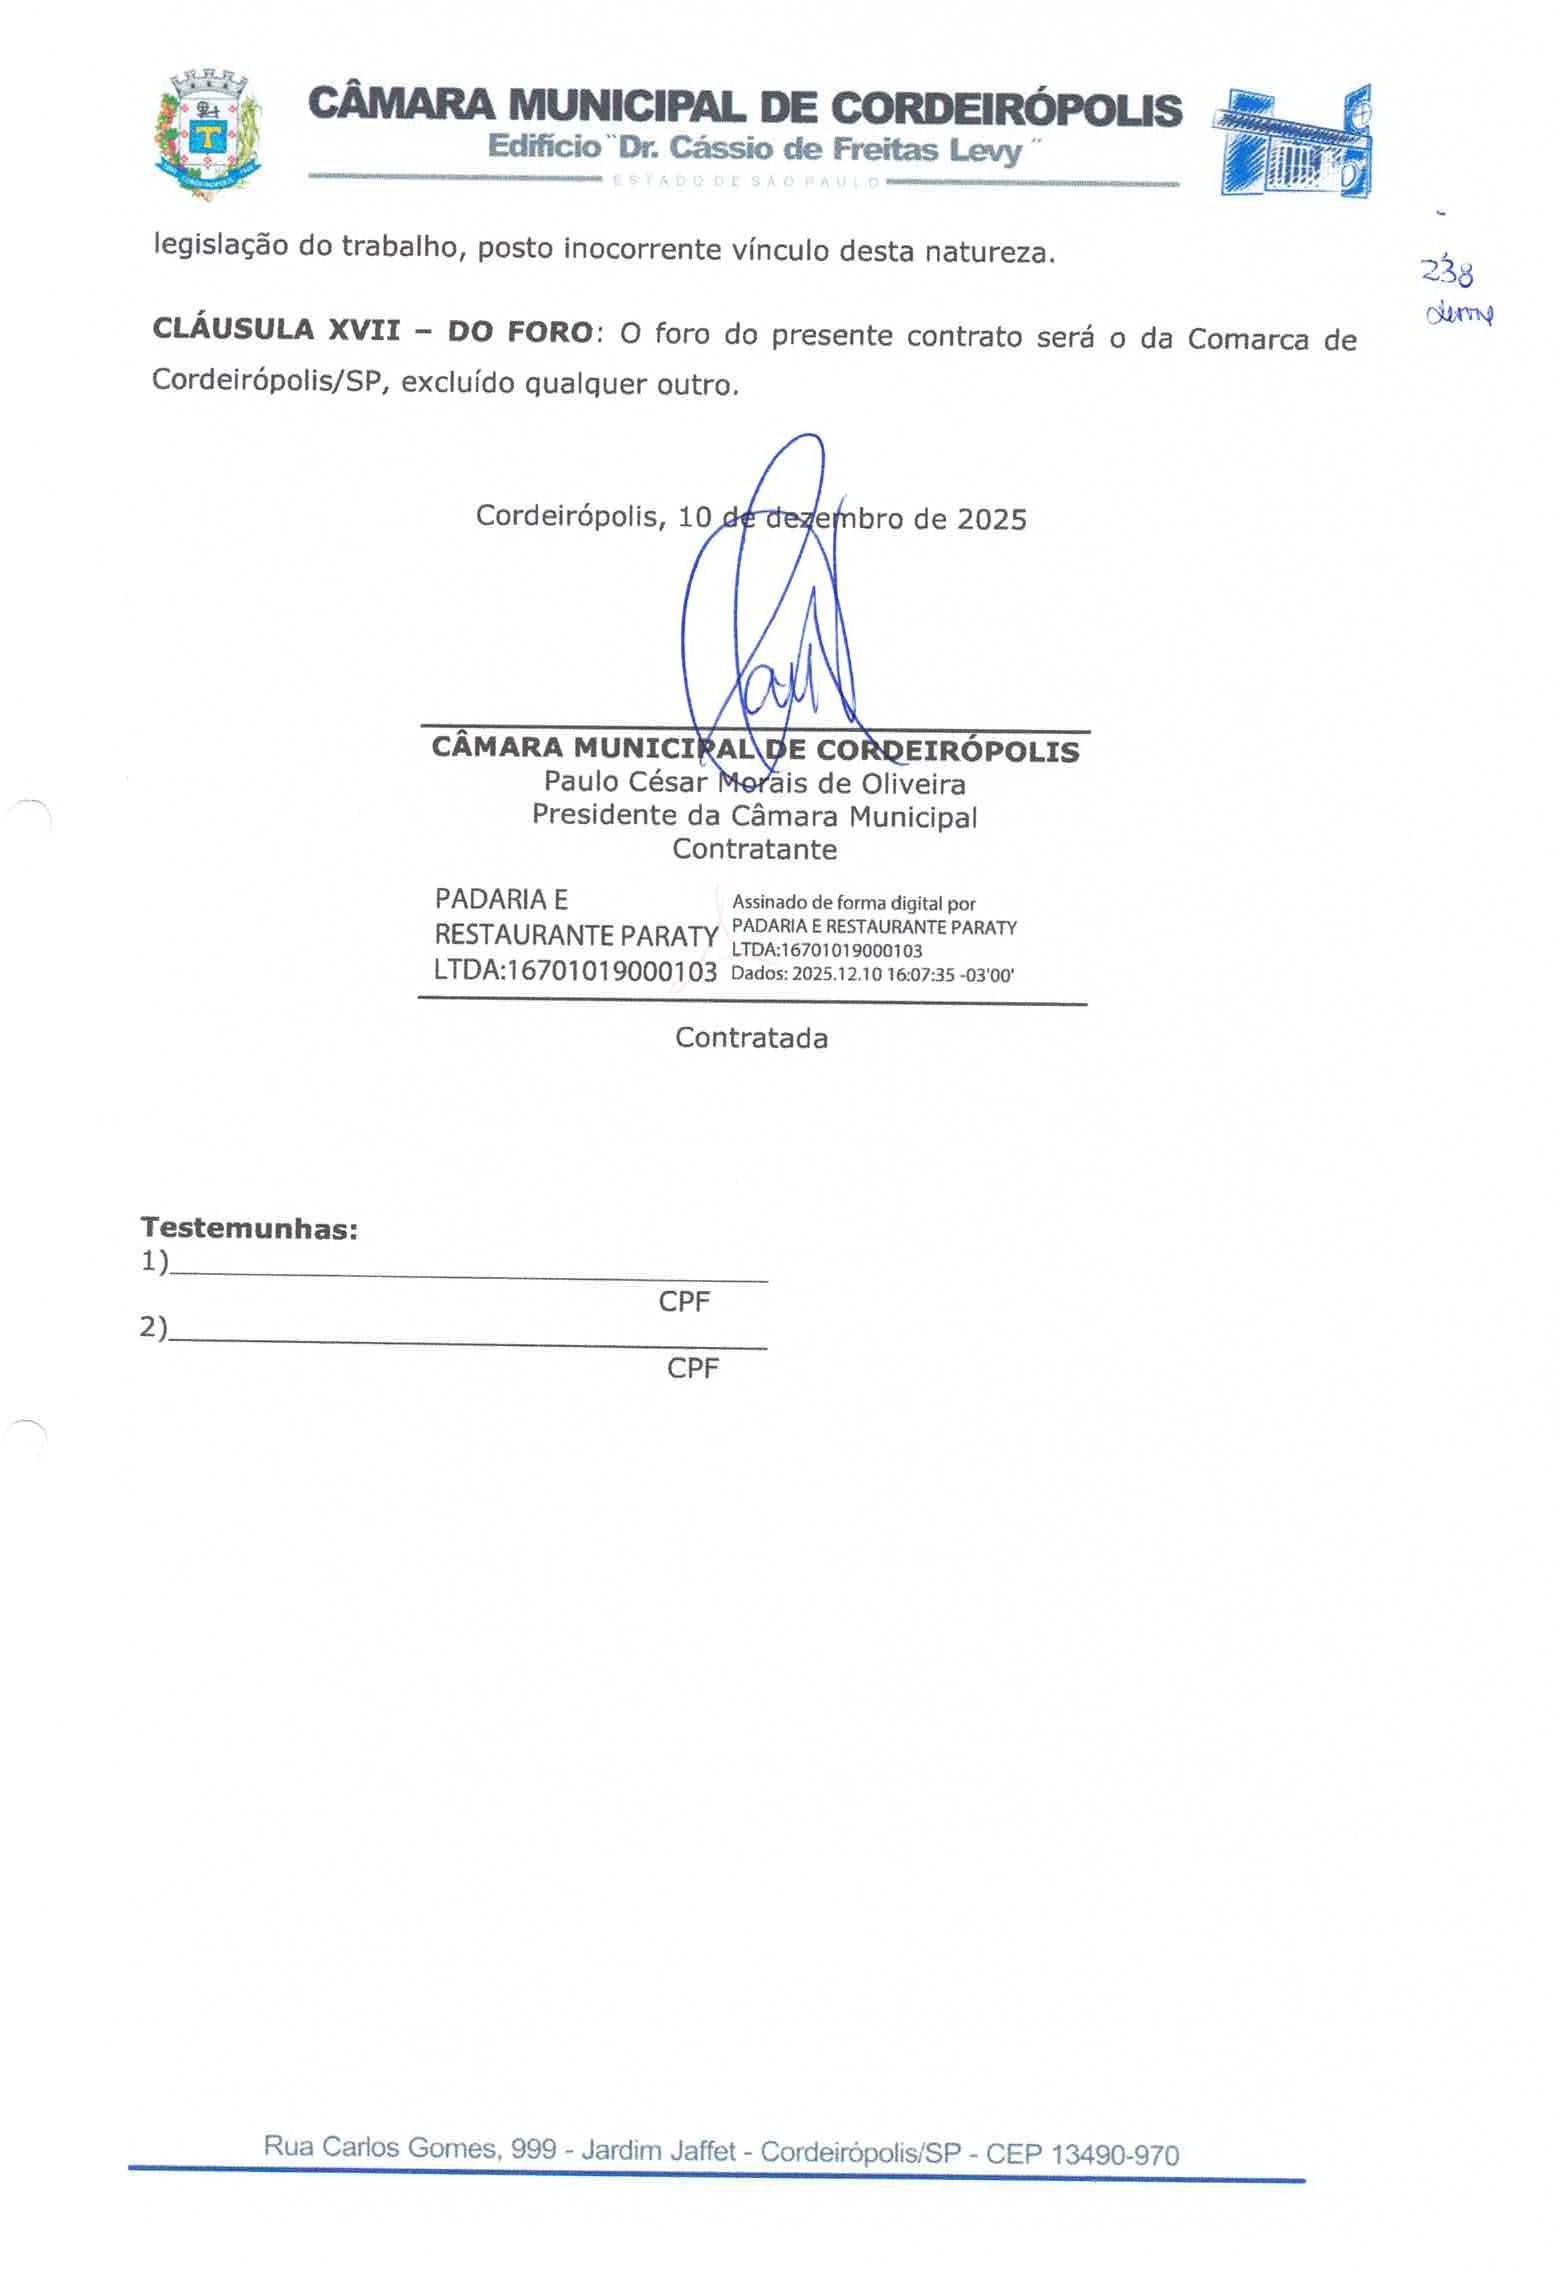 CÂMARA MUNICIPAL DE CORDEIRÓPOLIS
Edifício "Dr. Cássio de Freitas Levy"
ESTADO DE SÃO PAULO
legislação do trabalho, posto inocorrente vínculo desta natureza.
238
CLÁUSULA XVII – DO FORO: O foro do presente contrato será o da Comarca de
Cordeirópolis/SP, excluído qualquer outro.
Cordeirópolis, 10 de dezembro de 2025
CÂMARA MUNICIPAL DE CORDEIRÓPOLIS
Paulo César Morais de Oliveira
Presidente da Câmara Municipal
Contratante
PADARIA E
RESTAURANTE PARATY
LTDA:16701019000103
Assinado de forma digital por
PADARIA E RESTAURANTE PARATY
LTDA:16701019000103
Dados: 2025.12.10 16:07:35 -03'00'
Contratada
Testemunhas:
1)
CPF
2)
CPF
Rua Carlos Gomes, 999 - Jardim Jaffet - Cordeirópolis/SP - CEP 13490-970